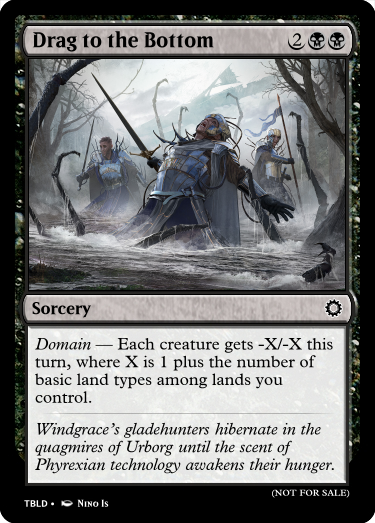 Drag to the Bottom 2
Sorcery
Domain — Each creature gets -X/-X this
turn, where X is 1 plus the number of
basic land types among lands you
control.
Windgrace's gladehunters hibernate in the
quagmires of Urborg until the scent of
Phyrexian technology awakens their hunger.
(NOT FOR SALE)
TBLD • Nino Is